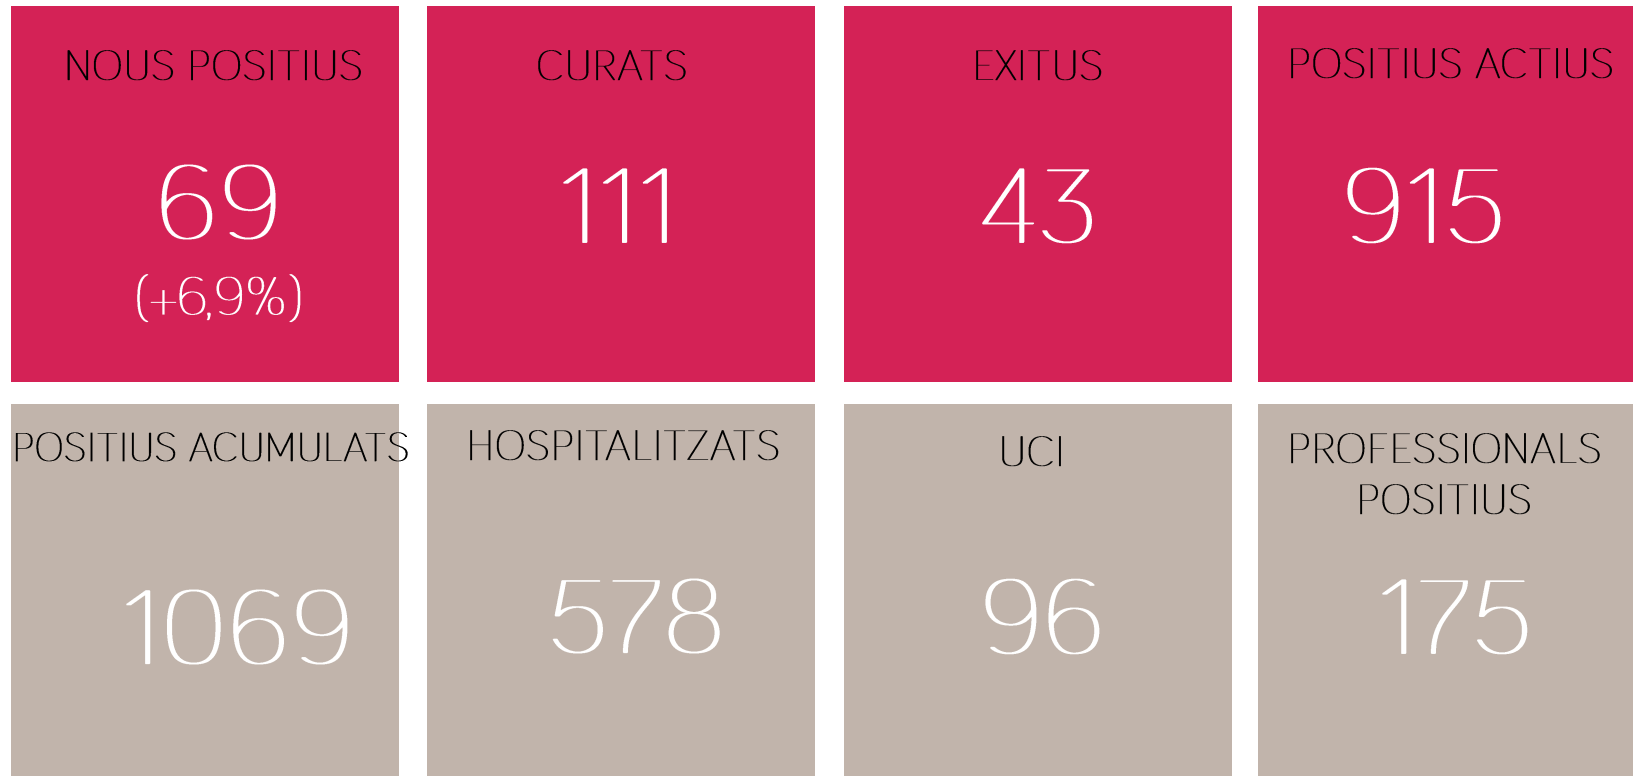 NOUS POSITIUS
69
(+6,9%)
CURATS
111
EXITUS
43
POSITIUS ACTIUS
915
POSITIUS ACUMULATS
1069
HOSPITALITZATS
578
UCI
96
PROFESSIONALS
POSITIUS
175